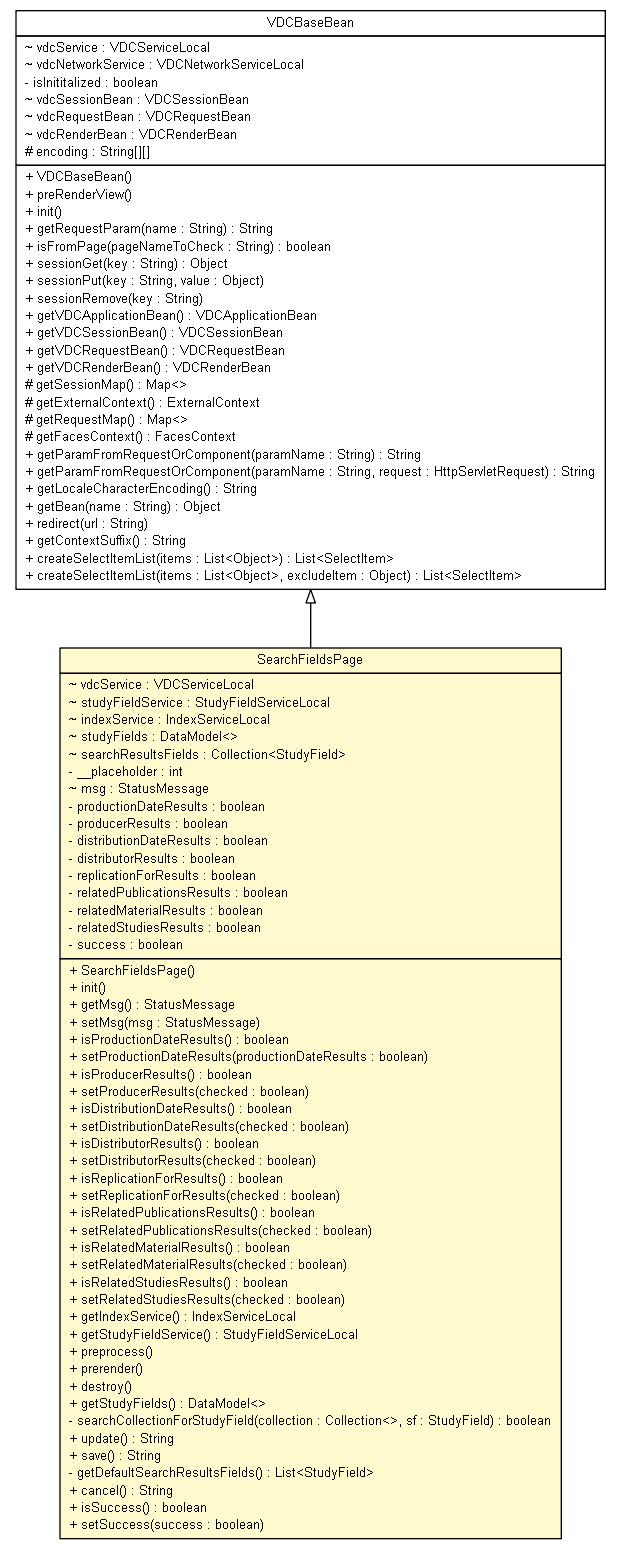 VDCBaseBean
~ vdcService : VDCServiceLocal
~ vdcNetworkService : VDCNetworkServiceLocal
- isInititalized : boolean
~ vdcSessionBean : VDCSessionBean
~ vdcRequestBean : VDCRequestBean
~ vdcRenderBean : VDCRenderBean
# encoding : String[][]
+ VDCBaseBean()
+ preRenderView()
+ init()
+ getRequestParam(name : String) : String
+ isFromPage(pageNameToCheck : String) : boolean
+ sessionGet(key : String) : Object
+ sessionPut(key : String, value : Object)
+ sessionRemove(key : String)
+ getVDCApplicationBean() : VDCApplicationBean
+ getVDCSessionBean() : VDCSessionBean
+ getVDCRequestBean() : VDCRequestBean
+ getVDCRenderBean() : VDCRenderBean
# getSessionMap() : Map<>
# getExternalContext() : ExternalContext
# getRequestMap() : Map<>
# getFacesContext() : FacesContext
+ getParamFromRequestOrComponent(paramName : String) : String
+ getParamFromRequestOrComponent(paramName : String, request : HttpServletRequest) : String
+ getLocaleCharacterEncoding() : String
+ getBean(name : String) : Object
+ redirect(url : String)
+ getContextSuffix() : String
+ createSelectItemList(items : List<Object>) : List<SelectItem>
+ createSelectItemList(items : List<Object>, excludeItem : Object) : List<SelectItem>
SearchFieldsPage
~ vdcService : VDCServiceLocal
~ studyFieldService : StudyFieldServiceLocal
~ indexService : IndexServiceLocal
~ studyFields : DataModel<>
~ searchResultsFields : Collection<StudyField>
- __placeholder : int
~ msg : StatusMessage
- productionDateResults : boolean
- producerResults : boolean
- distributionDateResults : boolean
- distributorResults : boolean
- replicationForResults : boolean
- relatedPublicationsResults : boolean
- relatedMaterialResults : boolean
- relatedStudiesResults : boolean
- success : boolean
+ SearchFieldsPage()
+ init()
+ getMsg() : StatusMessage
+ setMsg(msg : StatusMessage)
+ isProductionDateResults() : boolean
+ setProductionDateResults(productionDateResults : boolean)
+ isProducerResults() : boolean
+ setProducerResults(checked : boolean)
+ isDistributionDateResults() : boolean
+ setDistributionDateResults(checked : boolean)
+ isDistributorResults() : boolean
+ setDistributorResults(checked : boolean)
+ isReplicationForResults() : boolean
+ setReplicationForResults(checked : boolean)
+ isRelatedPublicationsResults() : boolean
+ setRelatedPublicationsResults(checked : boolean)
+ isRelatedMaterialResults() : boolean
+ setRelatedMaterialResults(checked : boolean)
+ isRelatedStudiesResults() : boolean
+ setRelatedStudiesResults(checked : boolean)
+ getIndexService() : IndexServiceLocal
+ getStudyFieldService() : StudyFieldServiceLocal
+ preprocess()
+ prerender()
+ destroy()
+ getStudyFields() : DataModel<>
- searchCollectionForStudyField(collection : Collection<>, sf : StudyField) : boolean
+ update() : String
+ save() : String
- getDefaultSearchResultsFields() : List<StudyField>
+ cancel() : String
+ isSuccess() : boolean
+ setSuccess(success : boolean)